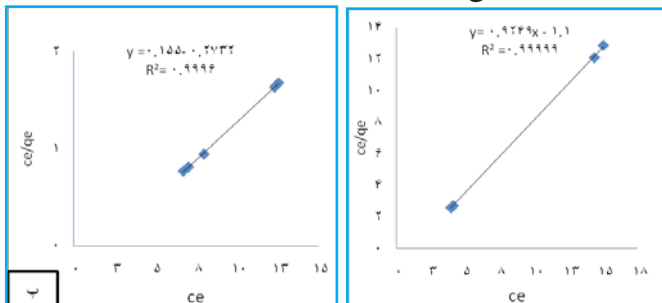 y =۰.۱۵۵- ۰.۲۷۳۲
R²= ۰.۹۹۹۶
۲
۱
۰
ce/qe
۰ ۳ ۵ ۸ ۱۰ ۱۳ ۱۵
ce
ب
y= ۰.۹۲۴۹x - ۱.۱
R²= ۰.۹۹۹۹۹
۱۴
۱۲
۱۰
۸
۶
۴
۲
۰
ce/qe
۰ ۳ ۵ ۸ ۱۰ ۱۳ ۱۵ ۱۸
ce